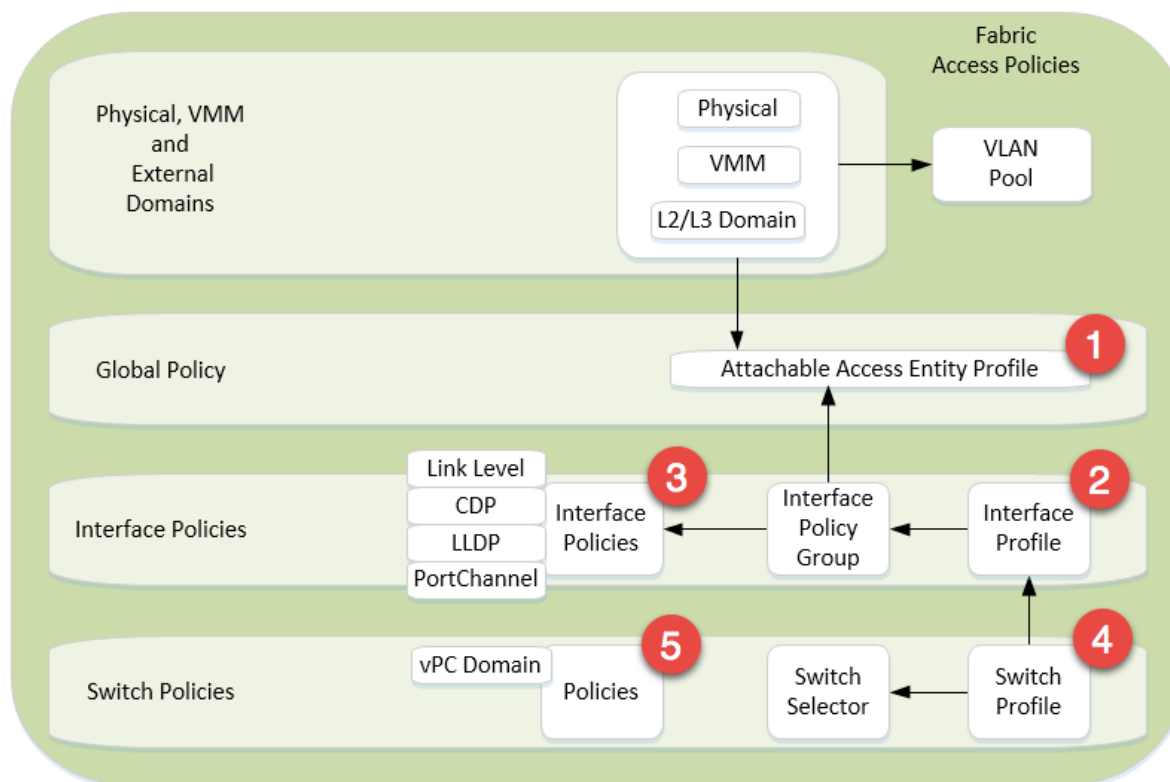 Fabric
Access Policies
Physical, VMM
and
External
Domains
Physical
VMM
L2/L3 Domain
VLAN
Pool
Global Policy
Attachable Access Entity Profile
1
Interface Policies
Link Level
CDP
LLDP
PortChannel
Interface
Policies
3
Interface
Policy
Group
Interface
Profile
2
Switch Policies
vPC Domain
Policies
5
Switch
Selector
Switch
Profile
4